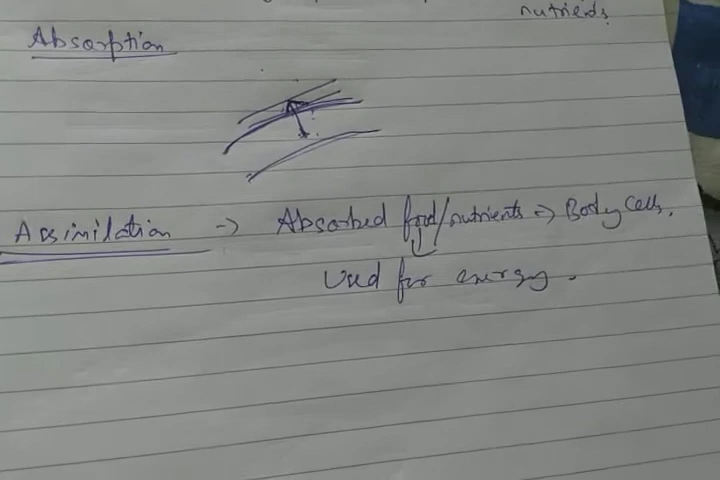 nutrients
Absorption
Assimilation -> Absorbed food/nutrients -> Body Cells.
Used for energy.